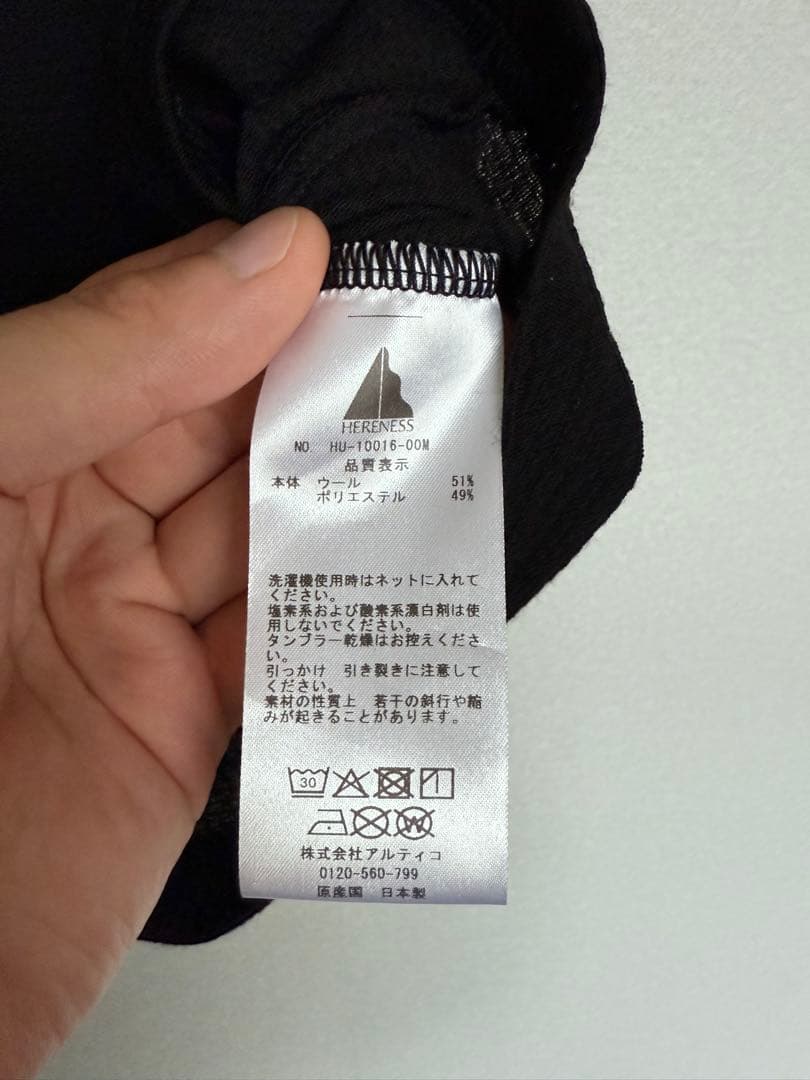 HERENESS
NO. HU-10016-00M
品質表示
本体 ウール 51%
ポリエステル 49%
洗濯機使用時はネットに入れて
ください。
塩素系および酸素系漂白剤は使
用しないでください。
タンブラー乾燥はお控えくださ
い。
引っかけ 引き裂きに注意して
ください。
素材の性質上 若干の斜行や縮
みが起きることがあります。
30
W
株式会社アルティコ
0120-560-799
原産国 日本製